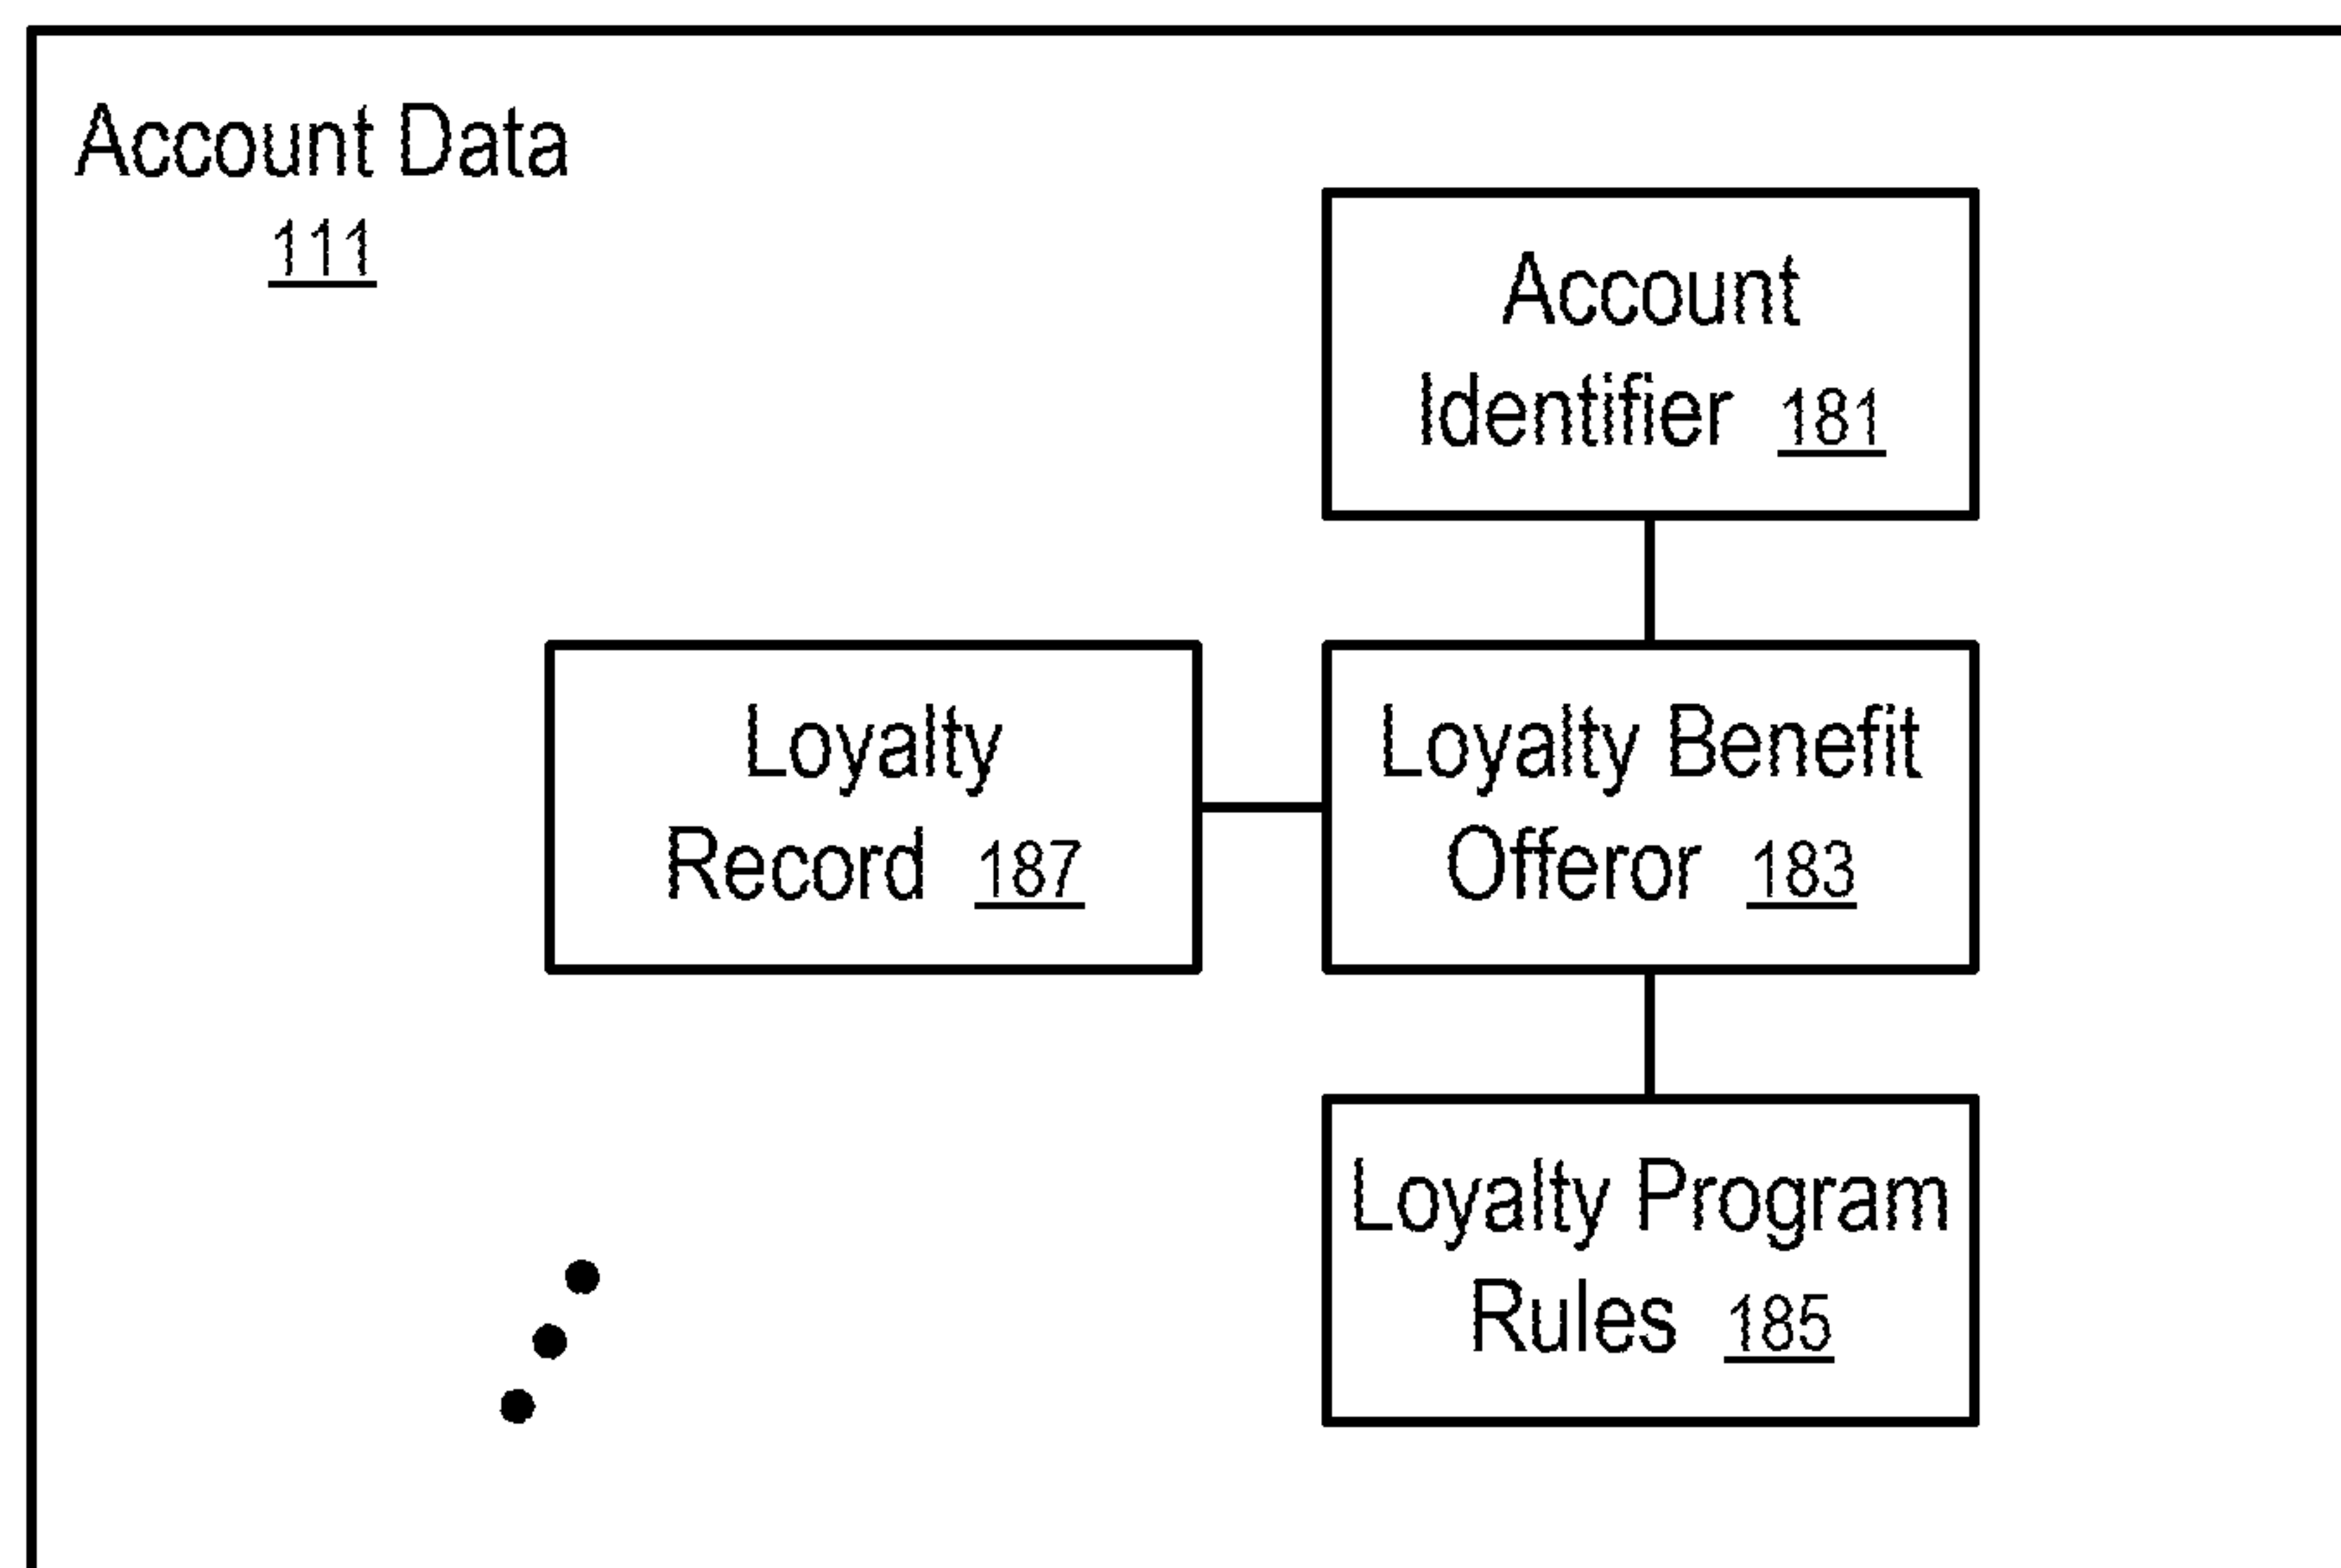 Account Data
111
Account
Identifier 181
Loyalty
Record 187
Loyalty Benefit
Offeror 183
Loyalty Program
Rules 185